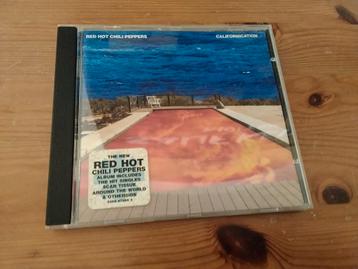 RED HOT CHILI PEPPERS
CALIFORNICATION
THE NEW
RED HOT
CHILI PEPPERS
ALBUM INCLUDES
THE HIT SINGLES
SCAR TISSUE
AROUND THE WORLD
& OTHERSIDE